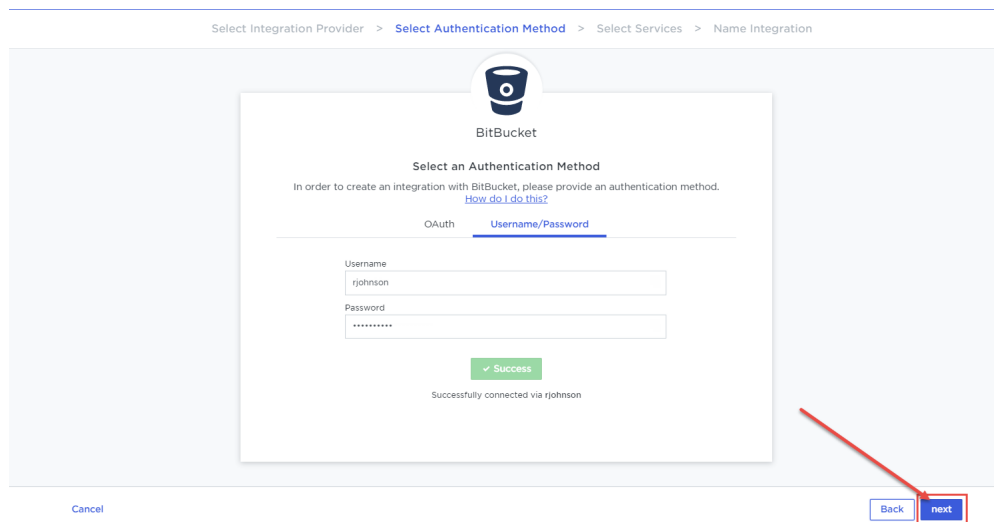 Select Integration Provider > Select Authentication Method > Select Services > Name Integration
BitBucket
Select an Authentication Method
In order to create an integration with BitBucket, please provide an authentication method.
How do I do this?
OAuth Username/Password
Username
rjohnson
Password
••••••••••
✓ Success
Successfully connected via rjohnson
Cancel Back next